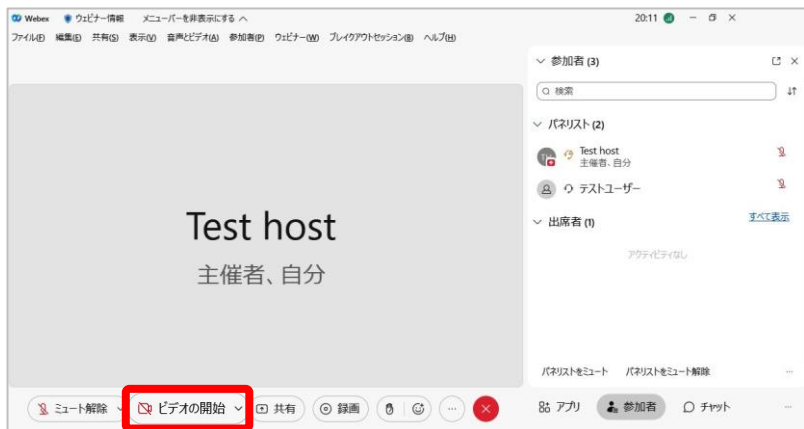 Webex ウェビナー情報 メニューバーを非表示にする 20:11
ファイル(F) 編集(E) 共有(S) 表示(V) 音声とビデオ(A) 参加者(P) ウェビナー(W) ブレイクアウトセッション(B) ヘルプ(H)
参加者 (3)
検索
パネリスト (2)
Test host
主催者、自分
テストユーザー
出席者 (1) すべて表示
アクティビティなし
Test host
主催者、自分
パネリストをミュート パネリストをミュート解除
ミュート解除 ビデオの開始 共有 録画 アプリ 参加者 チャット